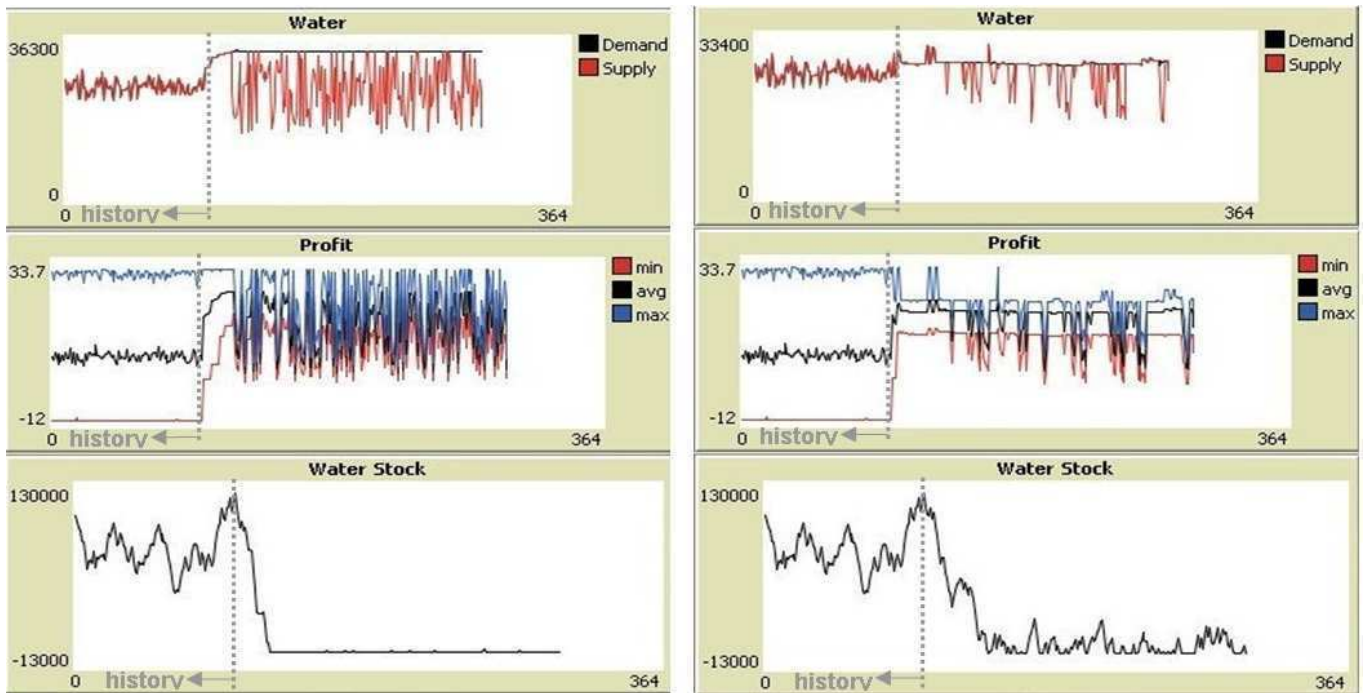 Water
36300
Demand
Supply
0
0
history
364
Profit
33.7
min
avg
max
-12
0
history
364
Water Stock
130000
-13000
0
history
364
Water
33400
Demand
Supply
0
0
history
364
Profit
33.7
min
avg
max
-12
0
history
364
Water Stock
130000
-13000
0
history
364